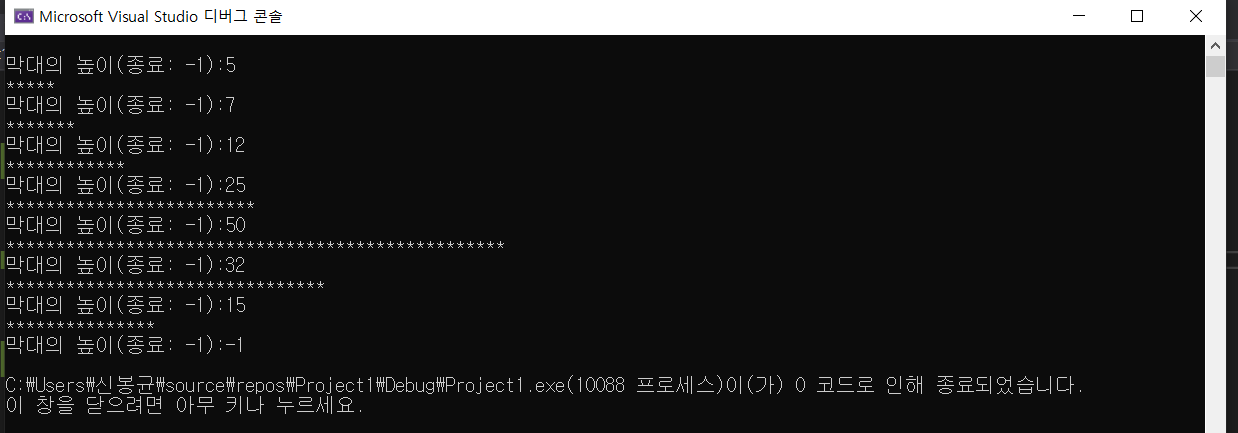 Microsoft Visual Studio 디버그 콘솔
막대의 높이(종료: -1):5
*****
막대의 높이(종료: -1):7
*******
막대의 높이(종료: -1):12
************
막대의 높이(종료: -1):25
*************************
막대의 높이(종료: -1):50
**************************************************
막대의 높이(종료: -1):32
********************************
막대의 높이(종료: -1):15
***************
막대의 높이(종료: -1):-1
C:₩Users₩신봉균₩source₩repos₩Project1₩Debug₩Project1.exe(10088 프로세스)이(가) 0 코드로 인해 종료되었습니다.
이 창을 닫으려면 아무 키나 누르세요.